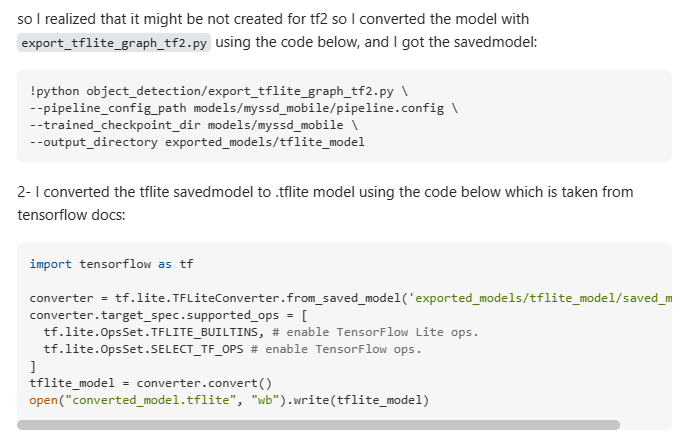 so I realized that it might be not created for tf2 so I converted the model with
export_tflite_graph_tf2.py using the code below, and I got the savedmodel:
!python object_detection/export_tflite_graph_tf2.py \
--pipeline_config_path models/myssd_mobile/pipeline.config \
--trained_checkpoint_dir models/myssd_mobile \
--output_directory exported_models/tflite_model
2- I converted the tflite savedmodel to .tflite model using the code below which is taken from
tensorflow docs:
import tensorflow as tf
converter = tf.lite.TFLiteConverter.from_saved_model('exported_models/tflite_model/saved_m
converter.target_spec.supported_ops = [
  tf.lite.OpsSet.TFLITE_BUILTINS, # enable TensorFlow Lite ops.
  tf.lite.OpsSet.SELECT_TF_OPS # enable TensorFlow ops.
]
tflite_model = converter.convert()
open("converted_model.tflite", "wb").write(tflite_model)